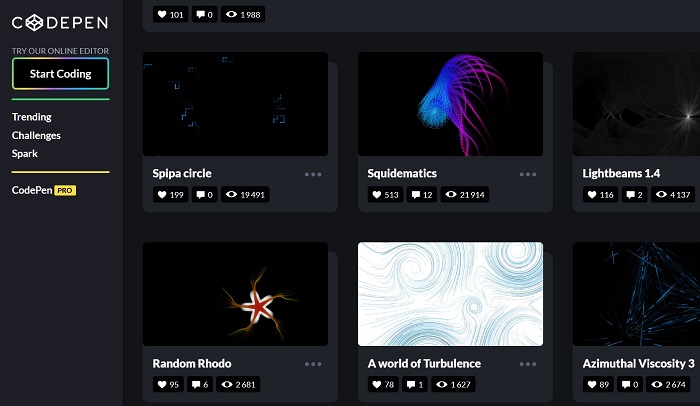 CODEPEN
TRY OUR ONLINE EDITOR
Start Coding
Trending
Challenges
Spark
CodePen PRO
101 0 1 988
Spipa circle
199 0 19 491
Squidematics
513 12 21 914
Lightbeams 1.4
116 2 4 137
Random Rhodo
95 6 2 681
A world of Turbulence
78 1 1 627
Azimuthal Viscosity 3
89 0 2 674